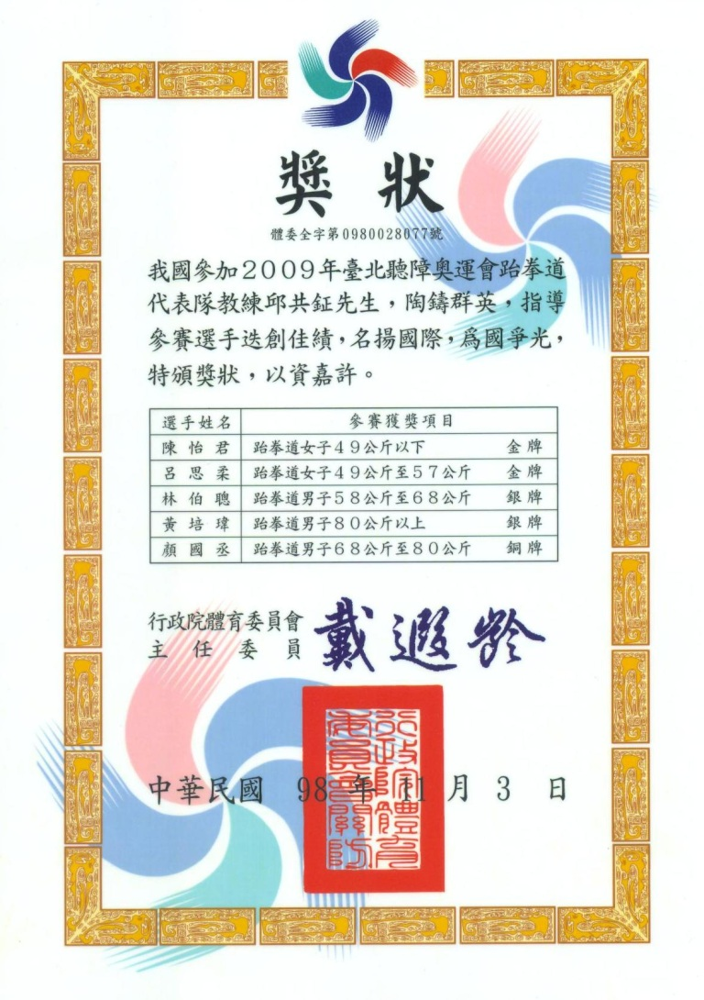 獎狀
體委全字第0980028077號
我國參加2009年臺北聽障奧運會跆拳道
代表隊教練邱共鉦先生，陶鑄群英，指導
參賽選手迭創佳績，名揚國際，爲國爭光，
特頒獎狀，以資嘉許。
選手姓名 參賽獲獎項目
陳怡君 跆拳道女子49公斤以下 金牌
呂思柔 跆拳道女子49公斤至57公斤 金牌
林伯聰 跆拳道男子58公斤至68公斤 銀牌
黃培瑋 跆拳道男子80公斤以上 銀牌
顏國丞 跆拳道男子68公斤至80公斤 銅牌
行政院體育委員會
主任委員 戴遐齡
行政院體育
委員會關防
中華民國 98 年 11 月 3 日